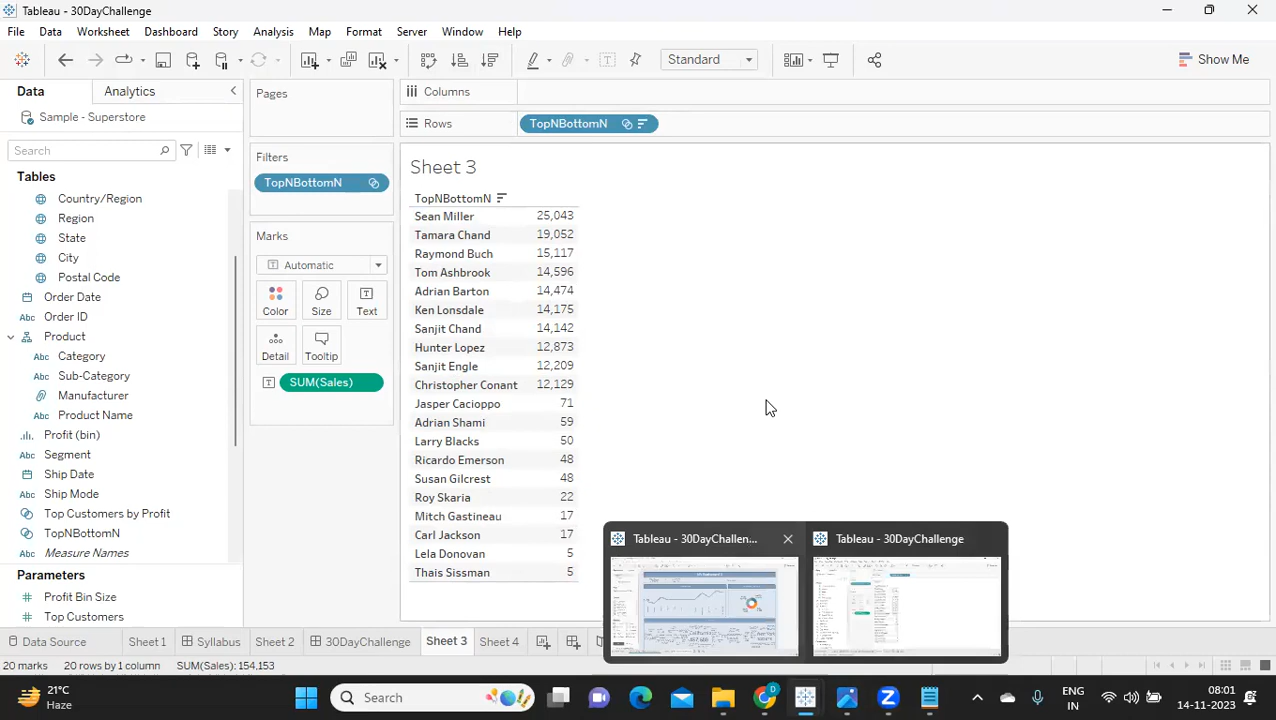 Tableau - 30DayChallenge
File Data Worksheet Dashboard Story Analysis Map Format Server Window Help
Standard
Show Me
Data Analytics
Sample - Superstore
Search
Tables
Country/Region
Region
State
City
Postal Code
Order Date
Order ID
Product
Category
Sub-Category
Manufacturer
Product Name
Profit (bin)
Segment
Ship Date
Ship Mode
Top Customers by Profit
TopNBottomN
Measure Names
Parameters
Profit Bin Size
Top Customers
Pages
Filters
TopNBottomN
Marks
Automatic
Color Size Text
Detail Tooltip
SUM(Sales)
Columns
Rows TopNBottomN
Sheet 3
TopNBottomN
Sean Miller 25,043
Tamara Chand 19,052
Raymond Buch 15,117
Tom Ashbrook 14,596
Adrian Barton 14,474
Ken Lonsdale 14,175
Sanjit Chand 14,142
Hunter Lopez 12,873
Sanjit Engle 12,209
Christopher Conant 12,129
Jasper Cacioppo 71
Adrian Shami 59
Larry Blacks 50
Ricardo Emerson 48
Susan Gilcrest 48
Roy Skaria 22
Mitch Gastineau 17
Carl Jackson 17
Lela Donovan 5
Thais Sissman 5
Tableau - 30DayChallen... Tableau - 30DayChallenge
Data Source Sheet 1 Syllabus Sheet 2 30DayChallenge Sheet 3 Sheet 4
20 marks 20 rows by 1 column SUM(Sales): 154,153
21°C
Haze
Search
ENG
IN
08:01
14-11-2023